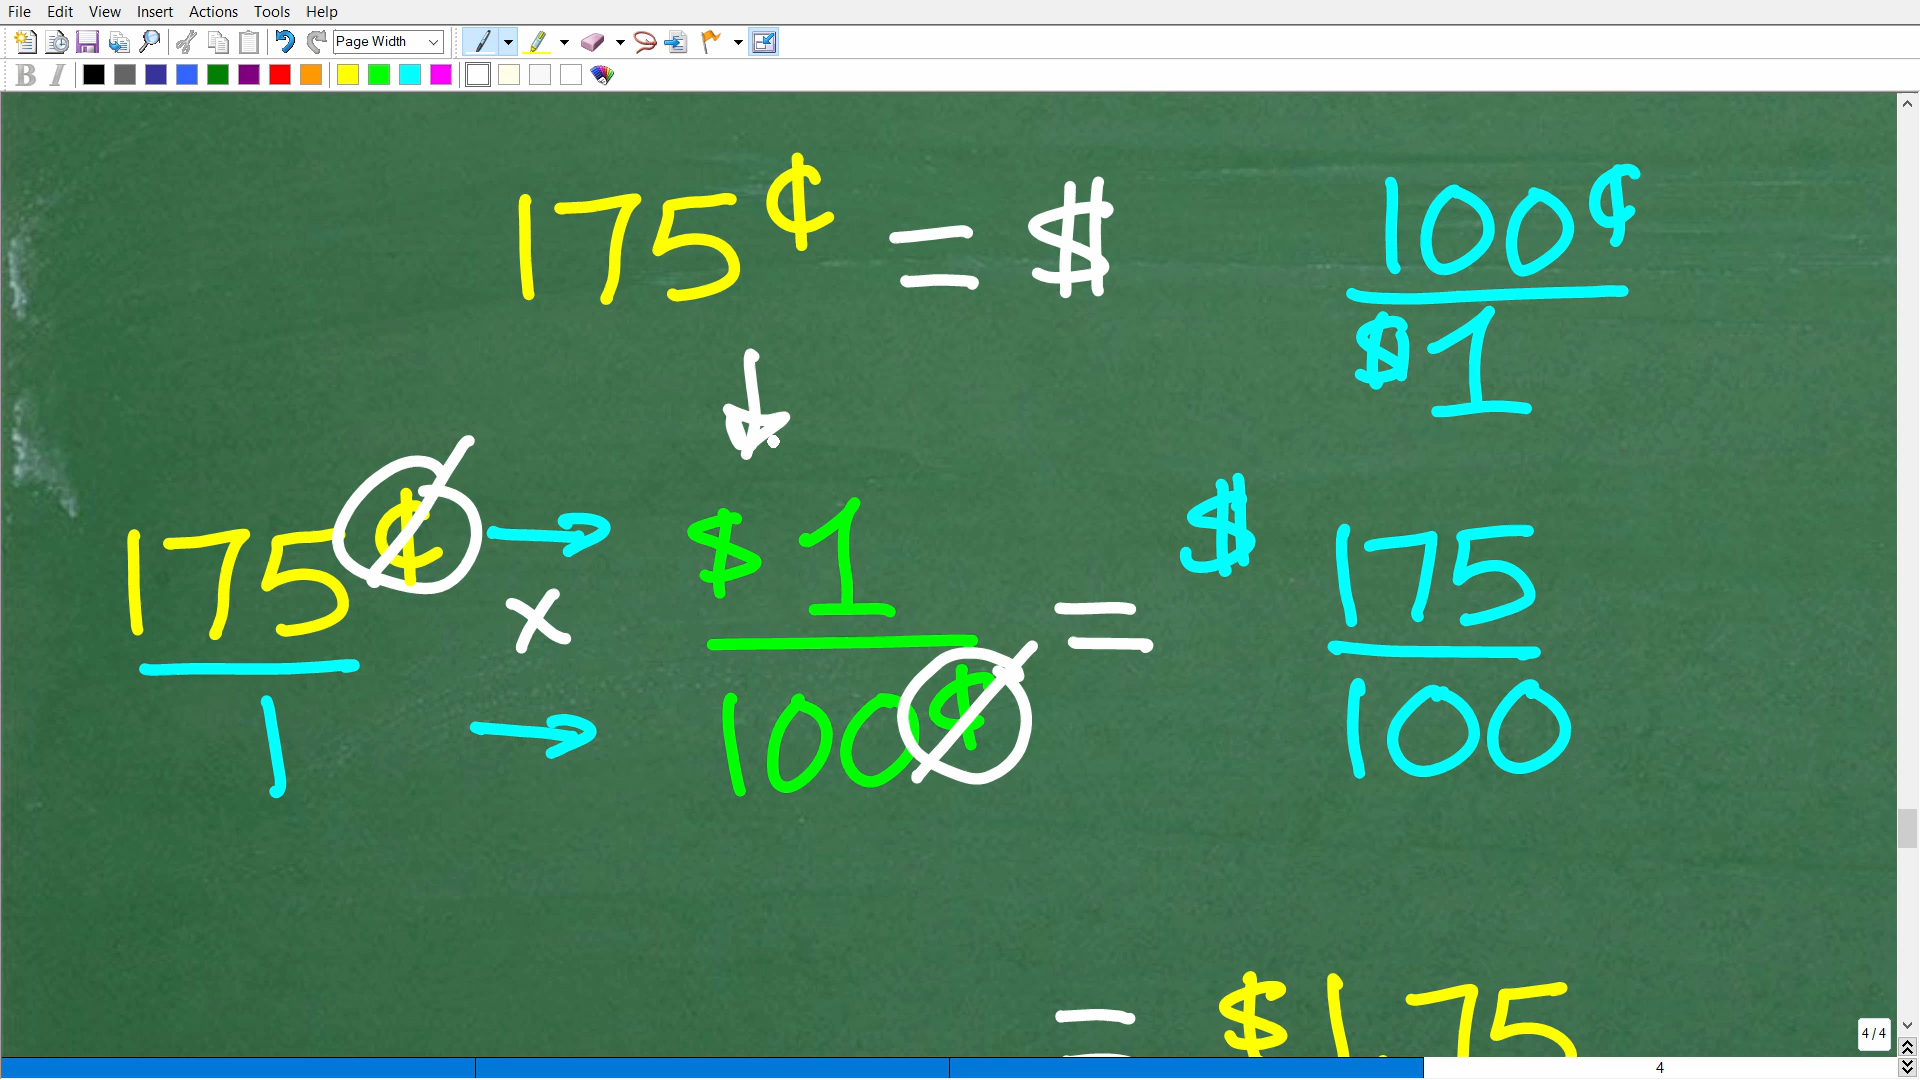 File Edit View Insert Actions Tools Help
Page Width
B I
175¢ = $
100¢
$1
175¢ x $1 = $ 175
1 100¢ 100
= $1.75
4 / 4
4